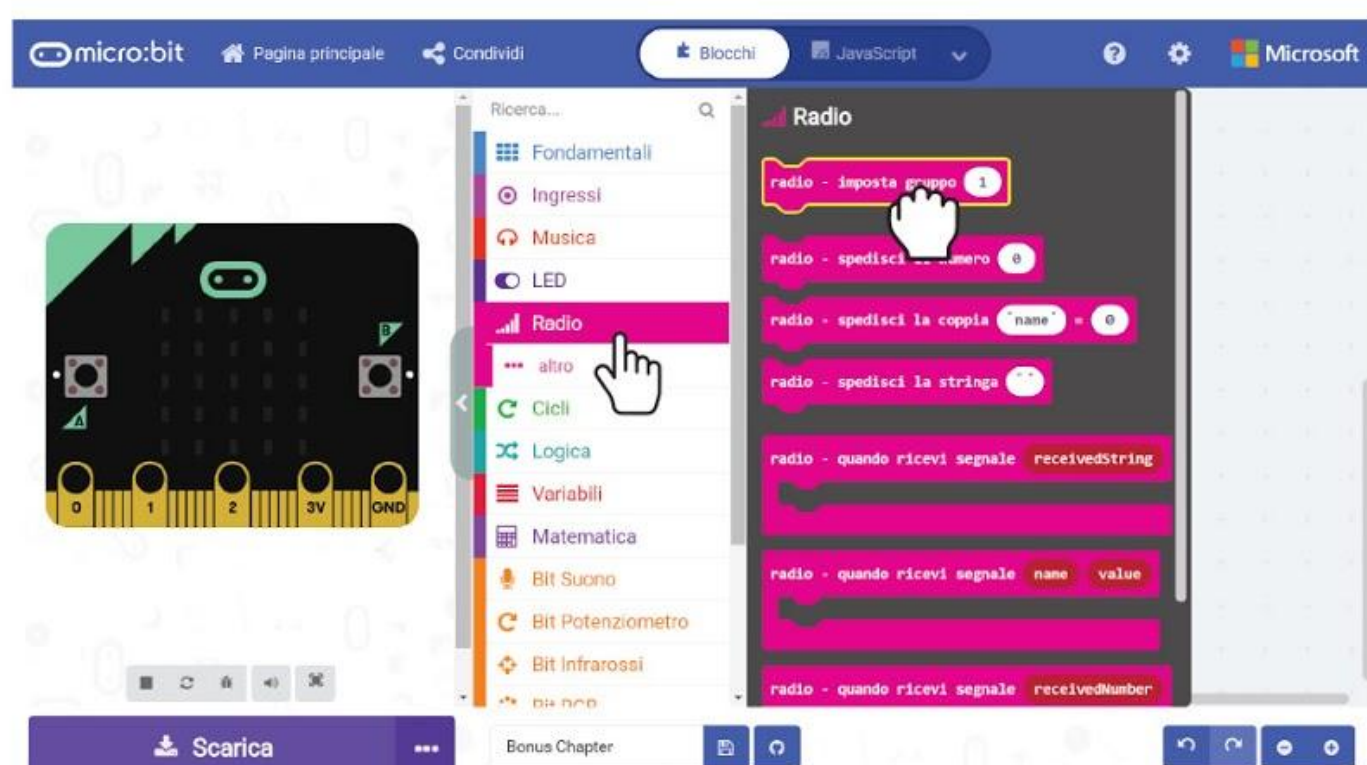 micro:bit Pagina principale Condividi Blocchi JavaScript Microsoft
Ricerca...
Fondamentali
Ingressi
Musica
LED
Radio
altro
Cicli
Logica
Variabili
Matematica
Bit Suono
Bit Potenziometro
Bit Infrarossi
Radio
radio - imposta gruppo 1
radio - spedisci 0
radio - spedisci la coppia "name" = 0
radio - spedisci la stringa " "
radio - quando ricevi segnale receivedString
radio - quando ricevi segnale name value
radio - quando ricevi segnale receivedNumber
B
A
0 1 2 3V GND
Scarica ...
Bonus Chapter